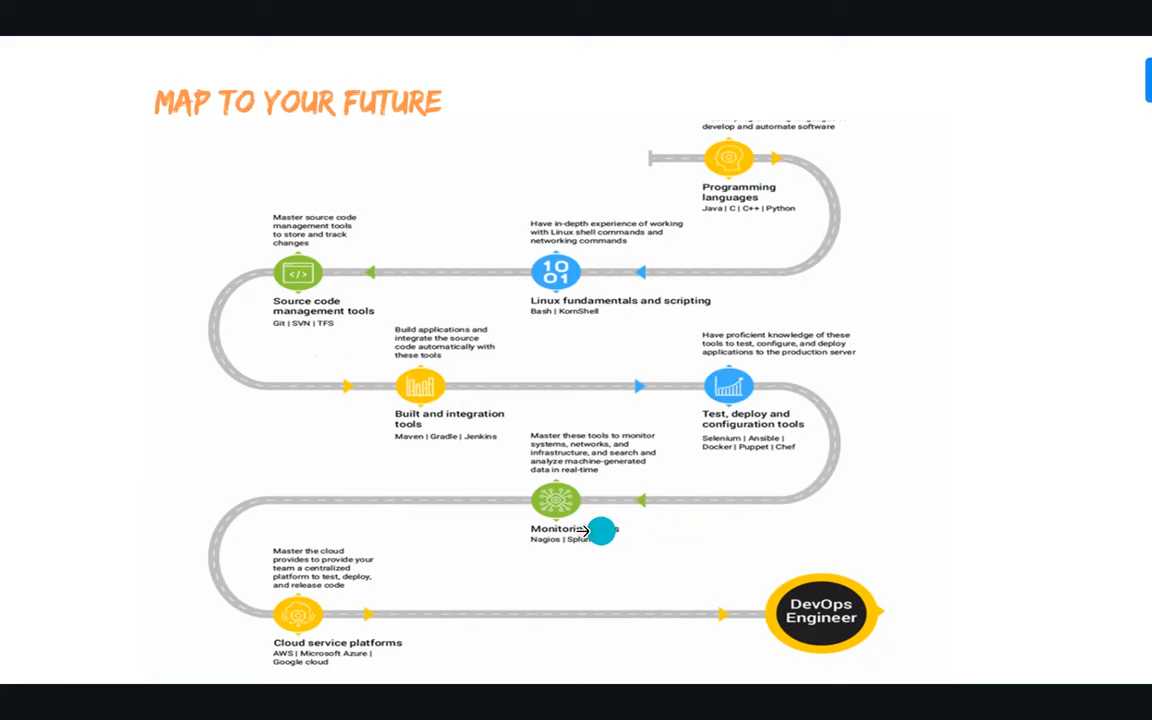 MAP TO YOUR FUTURE
develop and automate software
Programming
languages
Java | C | C++ | Python
Have in-depth experience of working
with Linux shell commands and
networking commands
10
01
Linux fundamentals and scripting
Bash | KornShell
Master source code
management tools
to store and track
changes
</>
Source code
management tools
Git | SVN | TFS
Build applications and
integrate the source
code automatically with
these tools
Built and integration
tools
Maven | Gradle | Jenkins
Have proficient knowledge of these
tools to test, configure, and deploy
applications to the production server
Test, deploy and
configuration tools
Selenium | Ansible |
Docker | Puppet | Chef
Master these tools to monitor
systems, networks, and
infrastructure, and search and
analyze machine-generated
data in real-time
Nagios |
Master the cloud
provides to provide your
team a centralized
platform to test, deploy,
and release code
Cloud service platforms
AWS | Microsoft Azure |
Google cloud
DevOps
Engineer